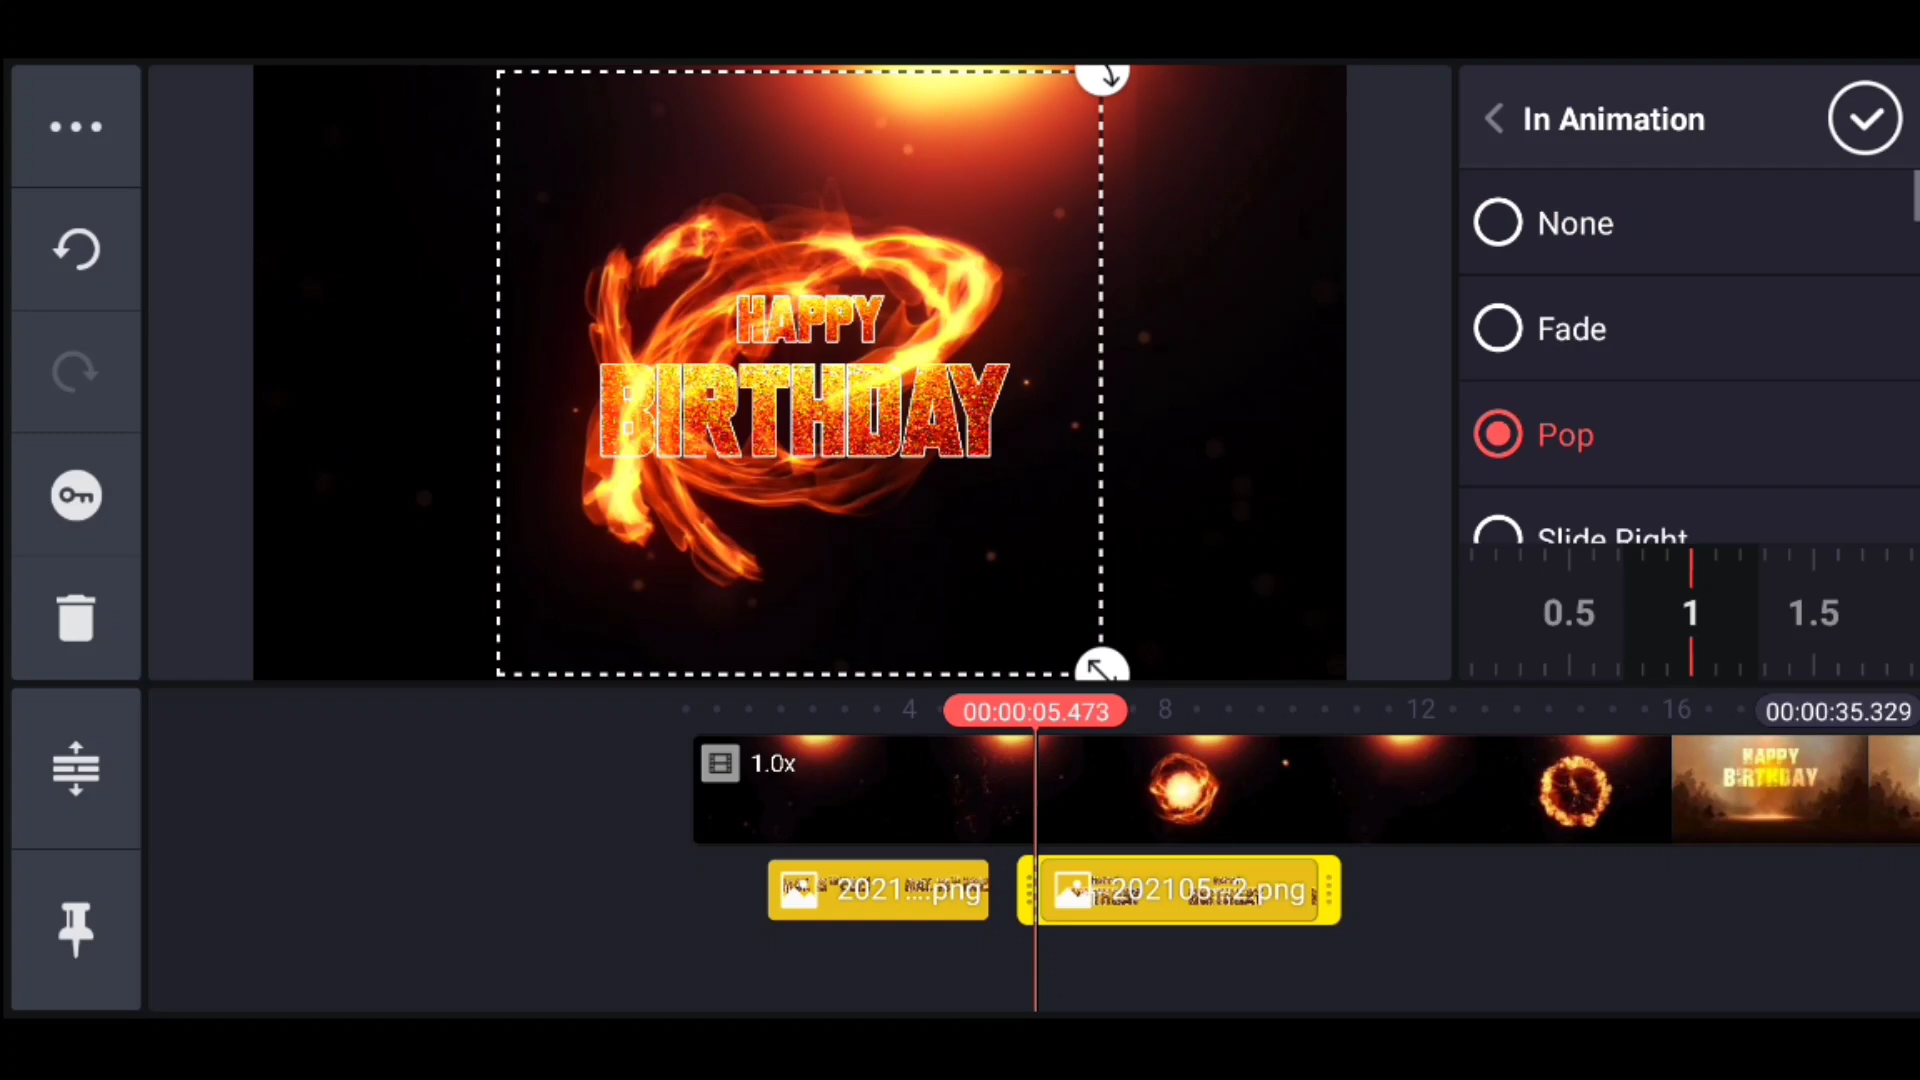 In Animation
HAPPY
BIRTHDAY
None
Fade
Pop
Slide Right
0.5
1
1.5
4
00:00:05.473
8
12
16
00:00:35.329
1.0x
HAPPY
BIRTHDAY
2021....png
202105...2.png